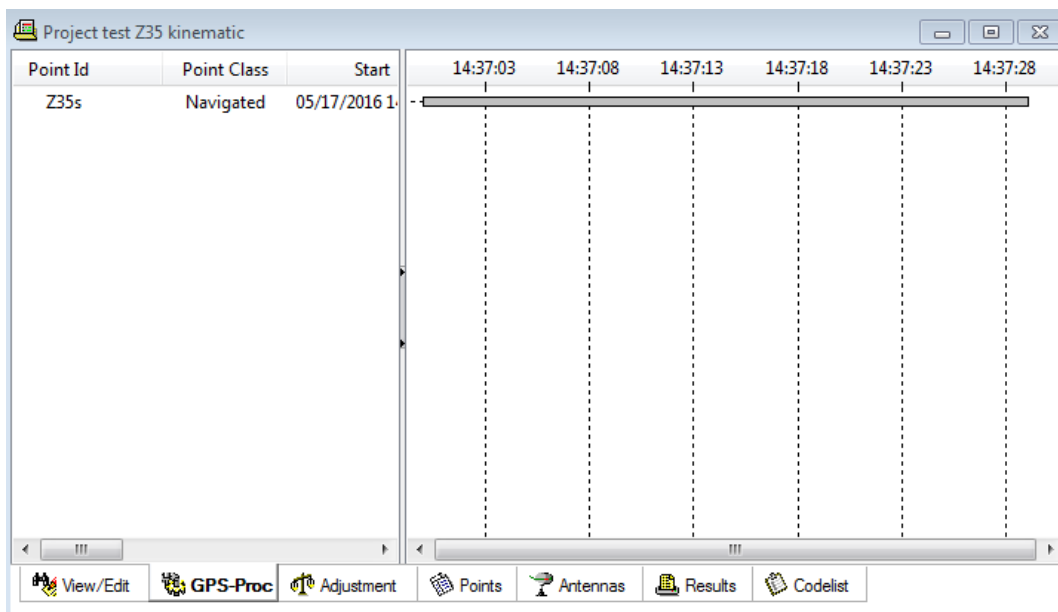 Project test Z35 kinematic
Point Id Point Class Start 14:37:03 14:37:08 14:37:13 14:37:18 14:37:23 14:37:28
Z35s Navigated 05/17/2016 14
View/Edit GPS-Proc Adjustment Points Antennas Results Codelist